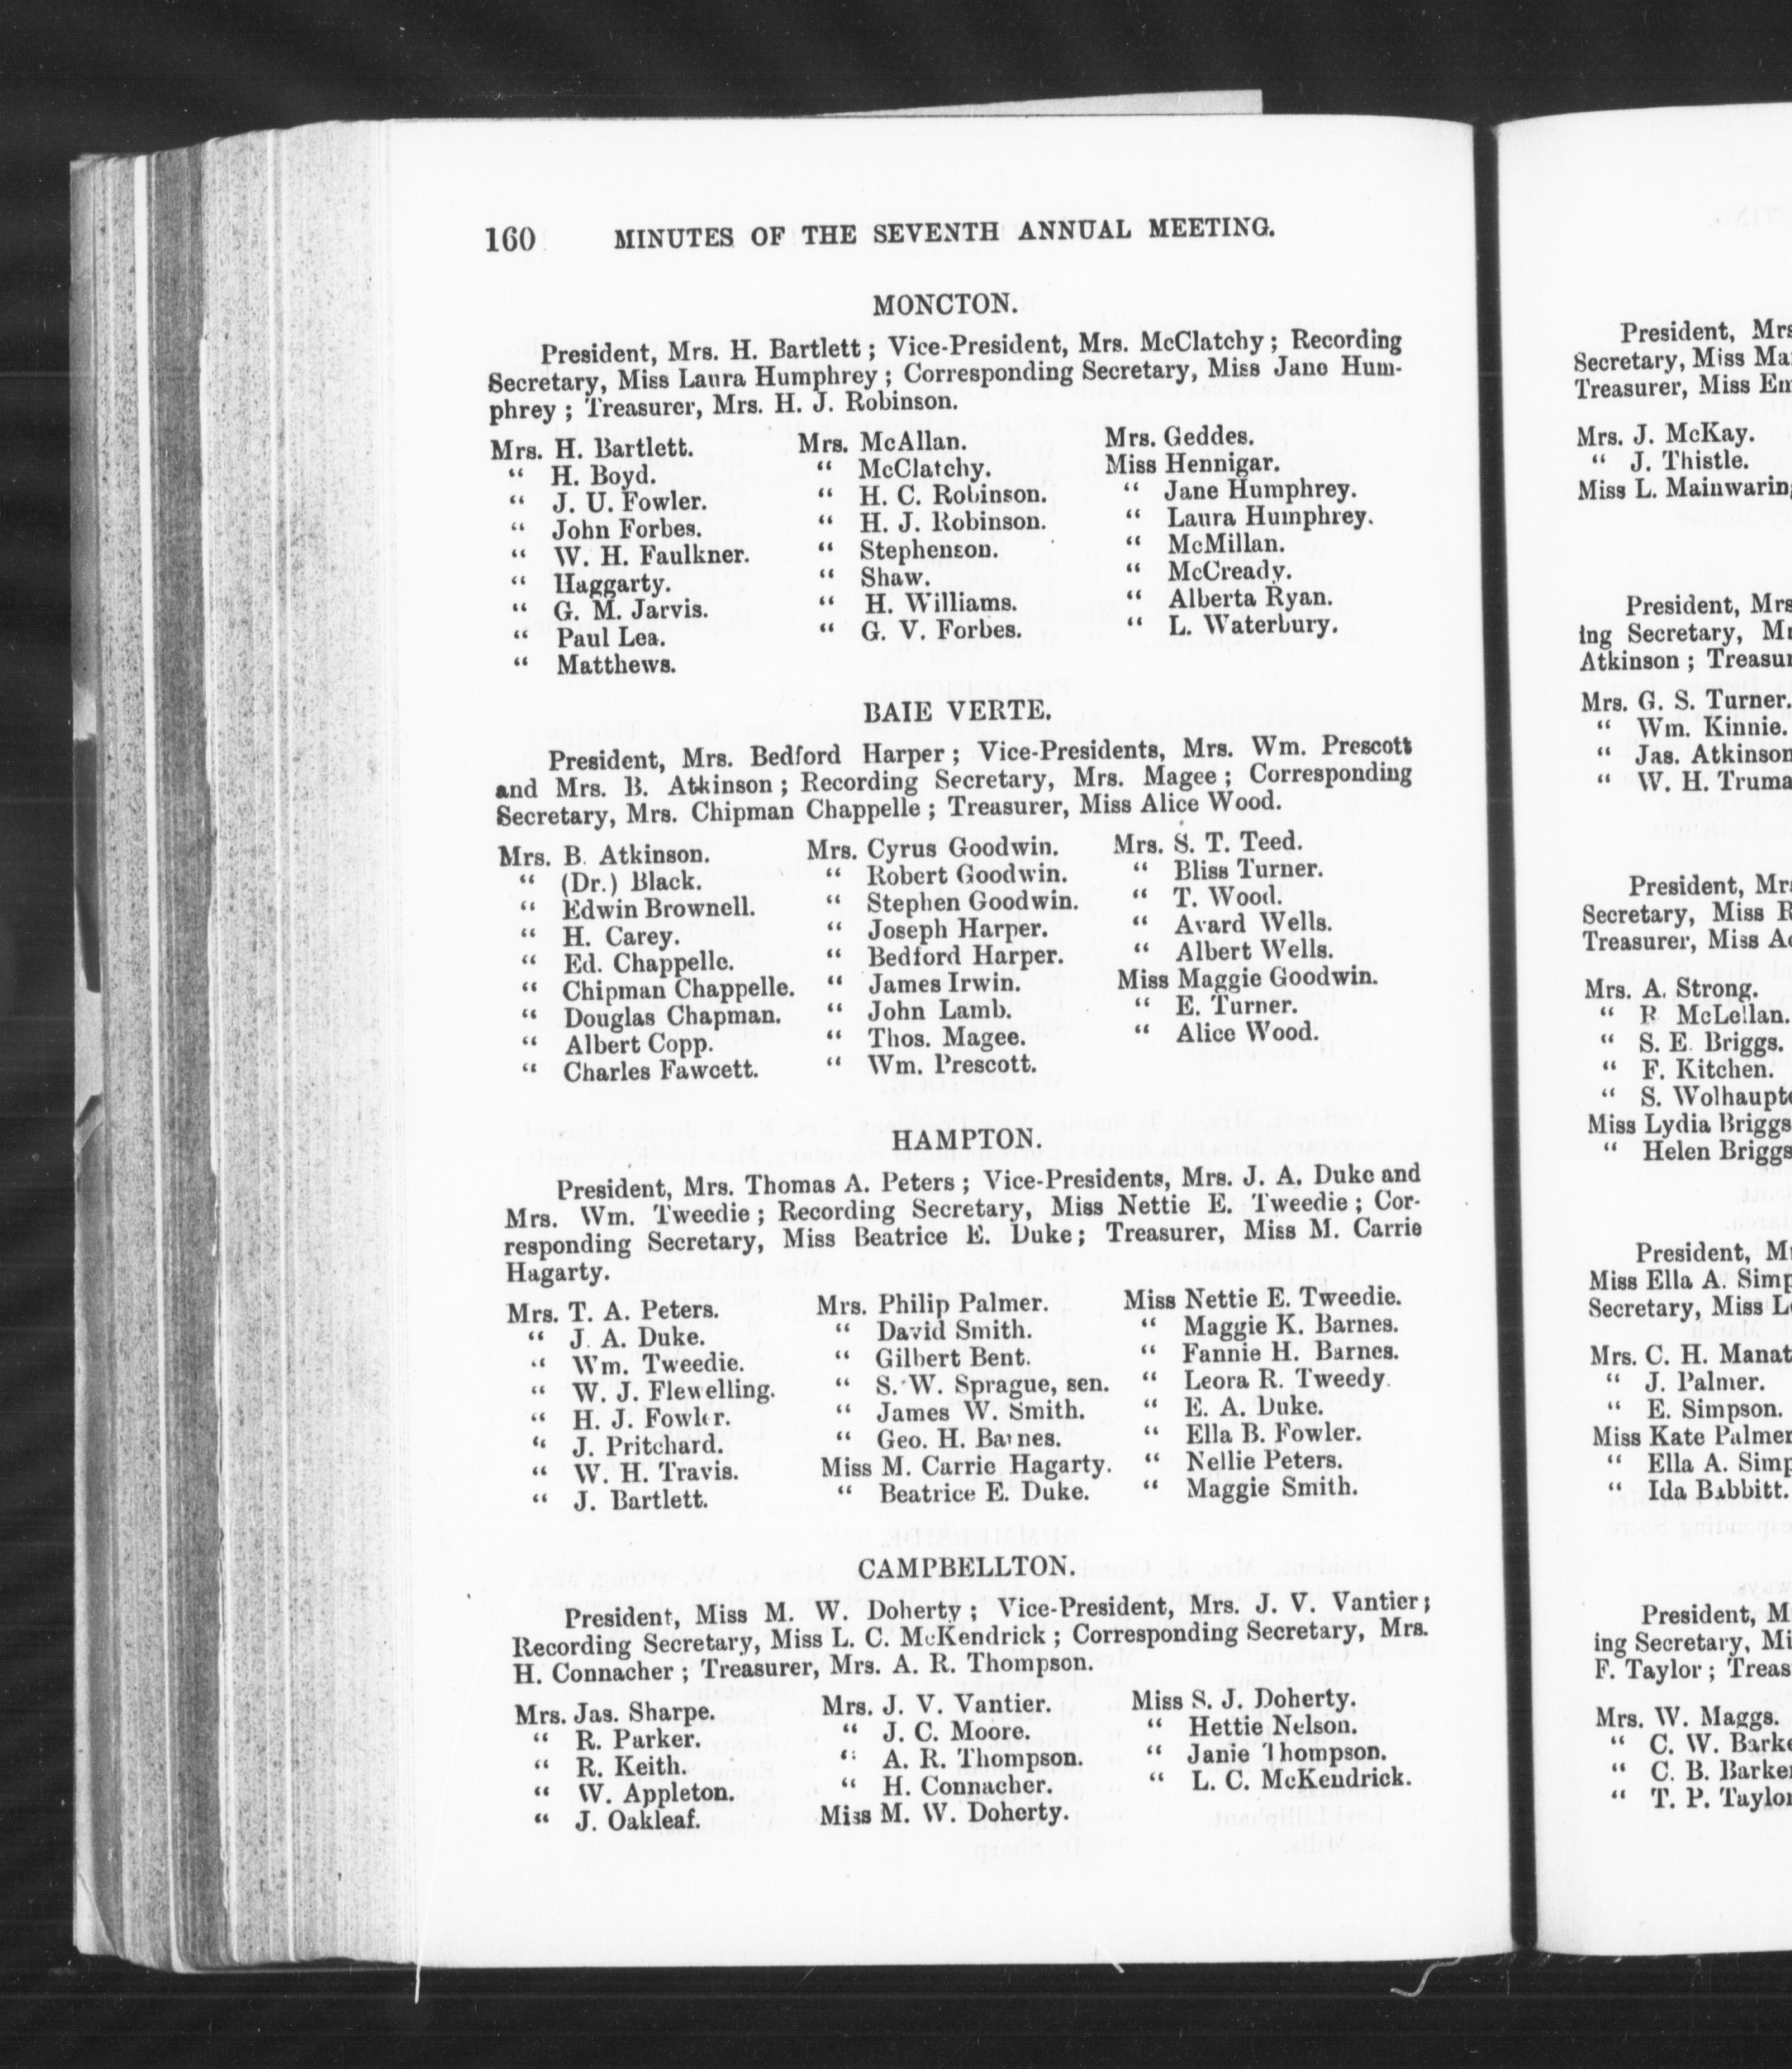 160 MINUTES OF THE SEVENTH ANNUAL MEETING.
MONCTON.
President, Mrs. H. Bartlett; Vice-President, Mrs. McClatchy; Recording
Secretary, Miss Laura Humphrey; Corresponding Secretary, Miss Jane Hum-
phrey; Treasurer, Mrs. H. J. Robinson.
Mrs. H. Bartlett.
“ H. Boyd.
“ J. U. Fowler.
“ John Forbes.
“ W. H. Faulkner.
“ Haggarty.
“ G. M. Jarvis.
“ Paul Lea.
“ Matthews.
Mrs. McAllan.
“ McClatchy.
“ H. C. Robinson.
“ H. J. Robinson.
“ Stephenson.
“ Shaw.
“ H. Williams.
“ G. V. Forbes.
Mrs. Geddes.
Miss Hennigar.
“ Jane Humphrey.
“ Laura Humphrey.
“ McMillan.
“ McCready.
“ Alberta Ryan.
“ L. Waterbury.
BAIE VERTE.
President, Mrs. Bedford Harper; Vice-Presidents, Mrs. Wm. Prescott
and Mrs. B. Atkinson; Recording Secretary, Mrs. Magee; Corresponding
Secretary, Mrs. Chipman Chappelle; Treasurer, Miss Alice Wood.
Mrs. B. Atkinson.
“ (Dr.) Black.
“ Edwin Brownell.
“ H. Carey.
“ Ed. Chappelle.
“ Chipman Chappelle.
“ Douglas Chapman.
“ Albert Copp.
“ Charles Fawcett.
Mrs. Cyrus Goodwin.
“ Robert Goodwin.
“ Stephen Goodwin.
“ Joseph Harper.
“ Bedford Harper.
“ James Irwin.
“ John Lamb.
“ Thos. Magee.
“ Wm. Prescott.
Mrs. S. T. Teed.
“ Bliss Turner.
“ T. Wood.
“ Avard Wells.
“ Albert Wells.
Miss Maggie Goodwin.
“ E. Turner.
“ Alice Wood.
HAMPTON.
President, Mrs. Thomas A. Peters; Vice-Presidents, Mrs. J. A. Duke and
Mrs. Wm. Tweedie; Recording Secretary, Miss Nettie E. Tweedie; Cor-
responding Secretary, Miss Beatrice E. Duke; Treasurer, Miss M. Carrie
Hagarty.
Mrs. T. A. Peters.
“ J. A. Duke.
“ Wm. Tweedie.
“ W. J. Flewelling.
“ H. J. Fowler.
“ J. Pritchard.
“ W. H. Travis.
“ J. Bartlett.
Mrs. Philip Palmer.
“ David Smith.
“ Gilbert Bent.
“ S. W. Sprague, sen.
“ James W. Smith.
“ Geo. H. Barnes.
Miss M. Carrie Hagarty.
“ Beatrice E. Duke.
Miss Nettie E. Tweedie.
“ Maggie K. Barnes.
“ Fannie H. Barnes.
“ Leora R. Tweedy.
“ E. A. Duke.
“ Ella B. Fowler.
“ Nellie Peters.
“ Maggie Smith.
CAMPBELLTON.
President, Miss M. W. Doherty; Vice-President, Mrs. J. V. Vantier;
Recording Secretary, Miss L. C. McKendrick; Corresponding Secretary, Mrs.
H. Connacher; Treasurer, Mrs. A. R. Thompson.
Mrs. Jas. Sharpe.
“ R. Parker.
“ R. Keith.
“ W. Appleton.
“ J. Oakleaf.
Mrs. J. V. Vantier.
“ J. C. Moore.
“ A. R. Thompson.
“ H. Connacher.
Miss M. W. Doherty.
Miss S. J. Doherty.
“ Hettie Nelson.
“ Janie Thompson.
“ L. C. McKendrick.
President, Mrs
Secretary, Miss
Treasurer, Miss
Mrs. J. McKay.
“ J. Thistle.
Miss L. Mainwaring
President, Mrs
ing Secretary,
Atkinson;
Mrs. G. S. Turner.
“ Wm. Kinnie.
“ Jas. Atkinson
“ W. H.
President,
Secretary, Miss
Treasurer, Miss
Mrs. A. Strong.
“ R McLellan.
“ S. E. Briggs.
“ F. Kitchen.
“ S.
Miss Lydia Briggs
“ Helen Briggs
President,
Miss Ella A.
Secretary, Miss
Mrs. C. H.
“ J. Palmer.
“ E. Simpson.
Miss Kate Palmer
“ Ella A.
“ Ida Babbitt.
President,
ing Secretary,
F. Taylor;
Mrs. W. Maggs.
“ C. W.
“ C. B. Barker
“ T. P. Taylor